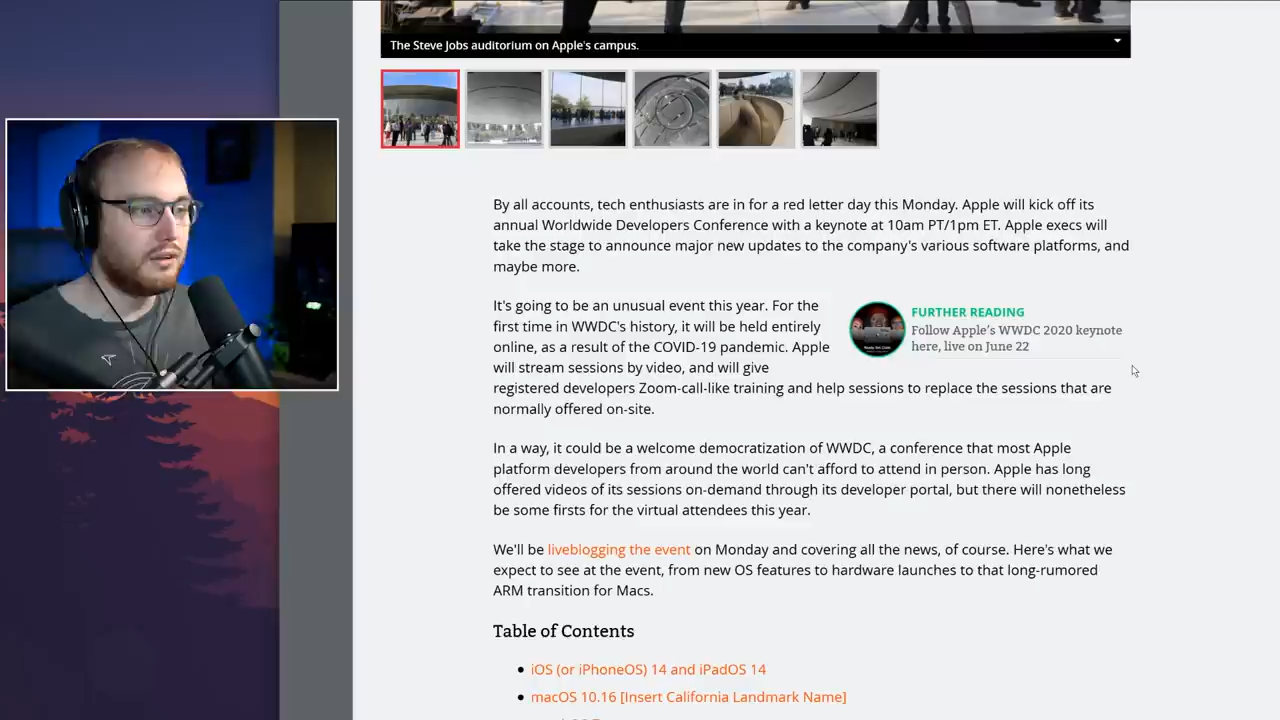 The Steve Jobs auditorium on Apple's campus.
By all accounts, tech enthusiasts are in for a red letter day this Monday. Apple will kick off its
annual Worldwide Developers Conference with a keynote at 10am PT/1pm ET. Apple execs will
take the stage to announce major new updates to the company's various software platforms, and
maybe more.
It's going to be an unusual event this year. For the
first time in WWDC's history, it will be held entirely
online, as a result of the COVID-19 pandemic. Apple
will stream sessions by video, and will give
FURTHER READING
Follow Apple's WWDC 2020 keynote
here, live on June 22
registered developers Zoom-call-like training and help sessions to replace the sessions that are
normally offered on-site.
In a way, it could be a welcome democratization of WWDC, a conference that most Apple
platform developers from around the world can't afford to attend in person. Apple has long
offered videos of its sessions on-demand through its developer portal, but there will nonetheless
be some firsts for the virtual attendees this year.
We'll be liveblogging the event on Monday and covering all the news, of course. Here's what we
expect to see at the event, from new OS features to hardware launches to that long-rumored
ARM transition for Macs.
Table of Contents
iOS (or iPhoneOS) 14 and iPadOS 14
macOS 10.16 [Insert California Landmark Name]